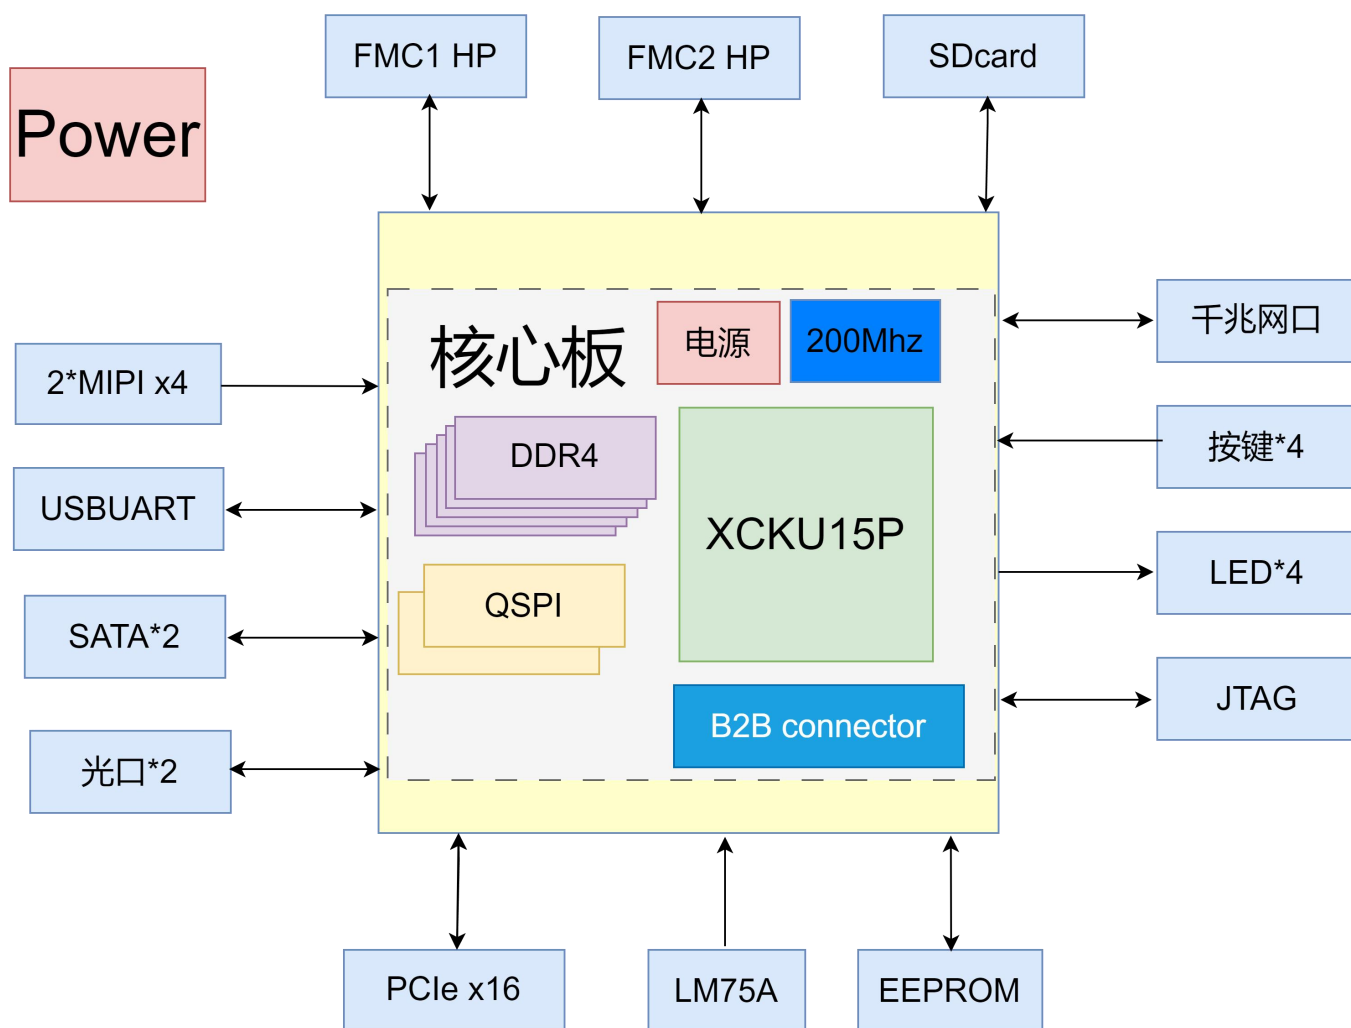 FMC1 HP
FMC2 HP
SDcard
Power
核心板
电源
200Mhz
千兆网口
2*MIPI x4
按键*4
DDR4
USBUART
XCKU15P
LED*4
QSPI
SATA*2
JTAG
B2B connector
光口*2
PCIe x16
LM75A
EEPROM